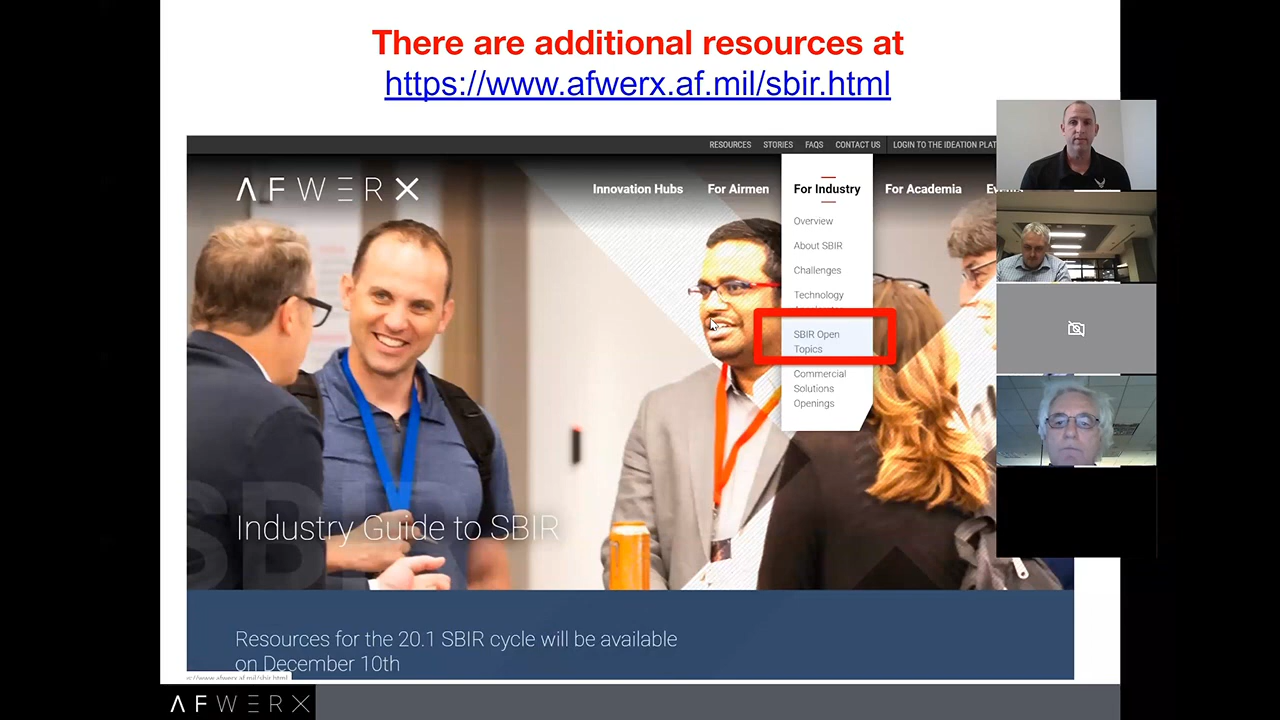 There are additional resources at
https://www.afwerx.af.mil/sbir.html
RESOURCES STORIES FAQS CONTACT US LOGIN TO THE IDEATION
AFWERX
Innovation Hubs For Airmen For Industry For Academia
Overview
About SBIR
Challenges
Technology
SBIR Open
Topics
Commercial
Solutions
Openings
SBIR
Industry Guide to SBIR
Resources for the 20.1 SBIR cycle will be available
on December 10th
AFWERX